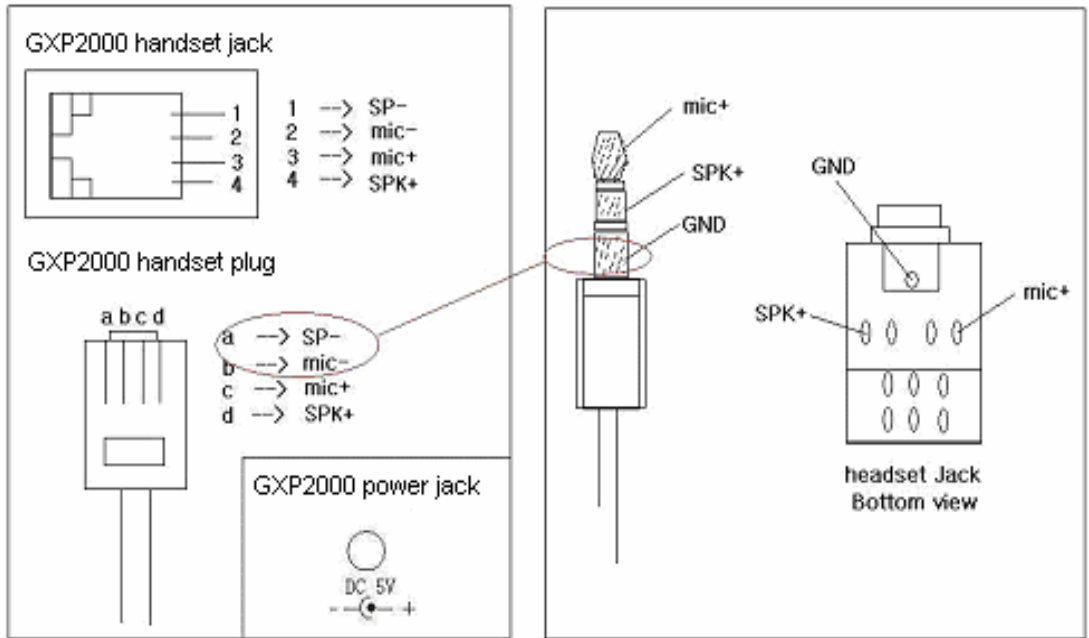 GXP2000 handset jack
1 --> SP-
2 --> mic-
3 --> mic+
4 --> SPK+
1
2
3
4
GXP2000 handset plug
a b c d
a --> SP-
b --> mic-
c --> mic+
d --> SPK+
GXP2000 power jack
DC 5V
- +
mic+
SPK+
GND
GND
SPK+
mic+
headset Jack
Bottom view